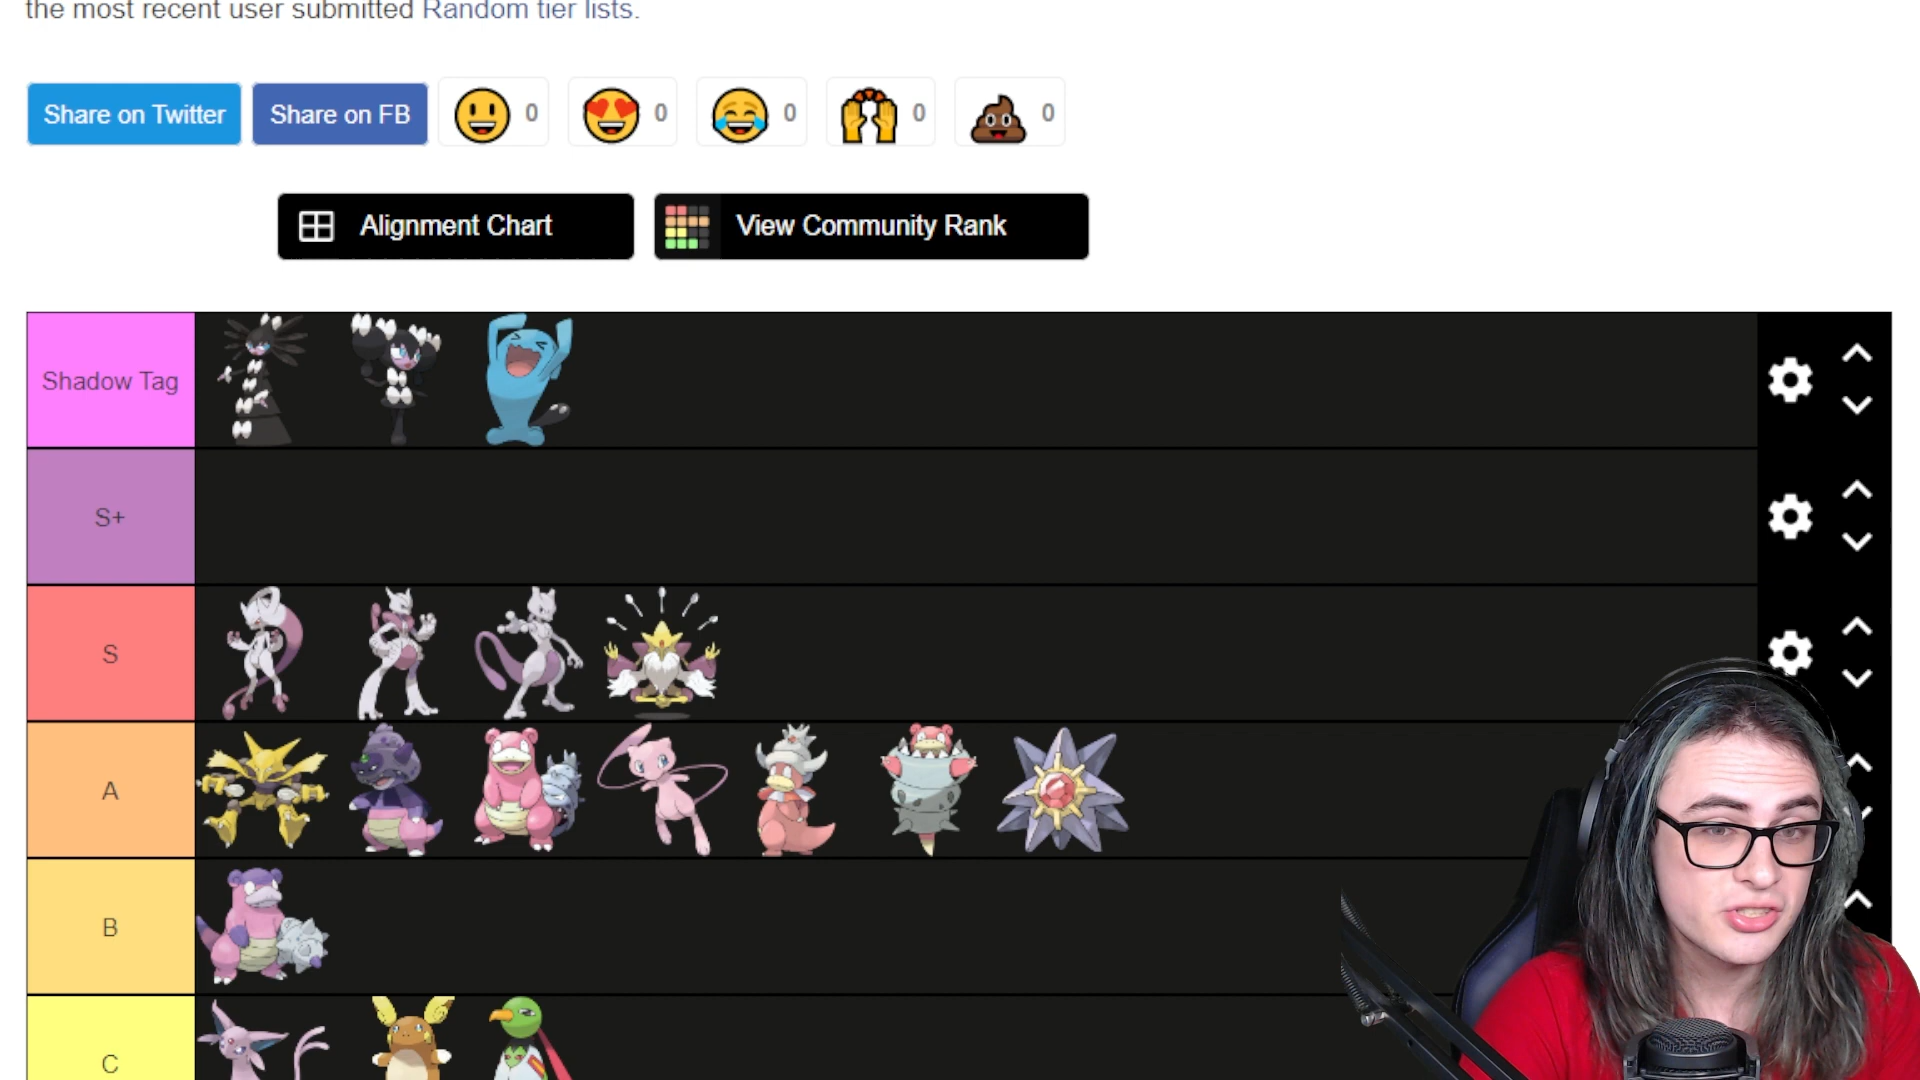 the most recent user submitted Random tier lists.
Share on Twitter
Share on FB
0
0
0
0
0
Alignment Chart
View Community Rank
Shadow Tag
S+
S
A
B
C